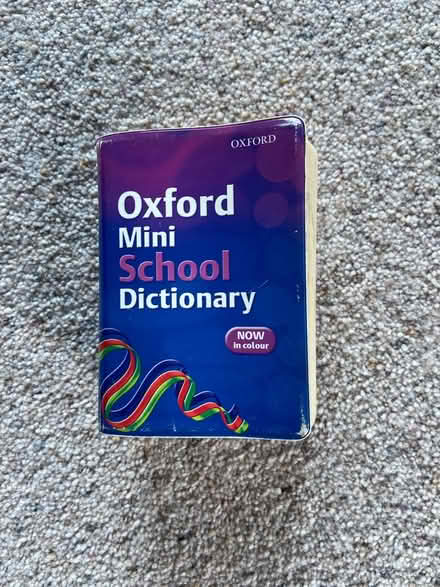 OXFORD
Oxford
Mini
School
Dictionary
NOW
in colour